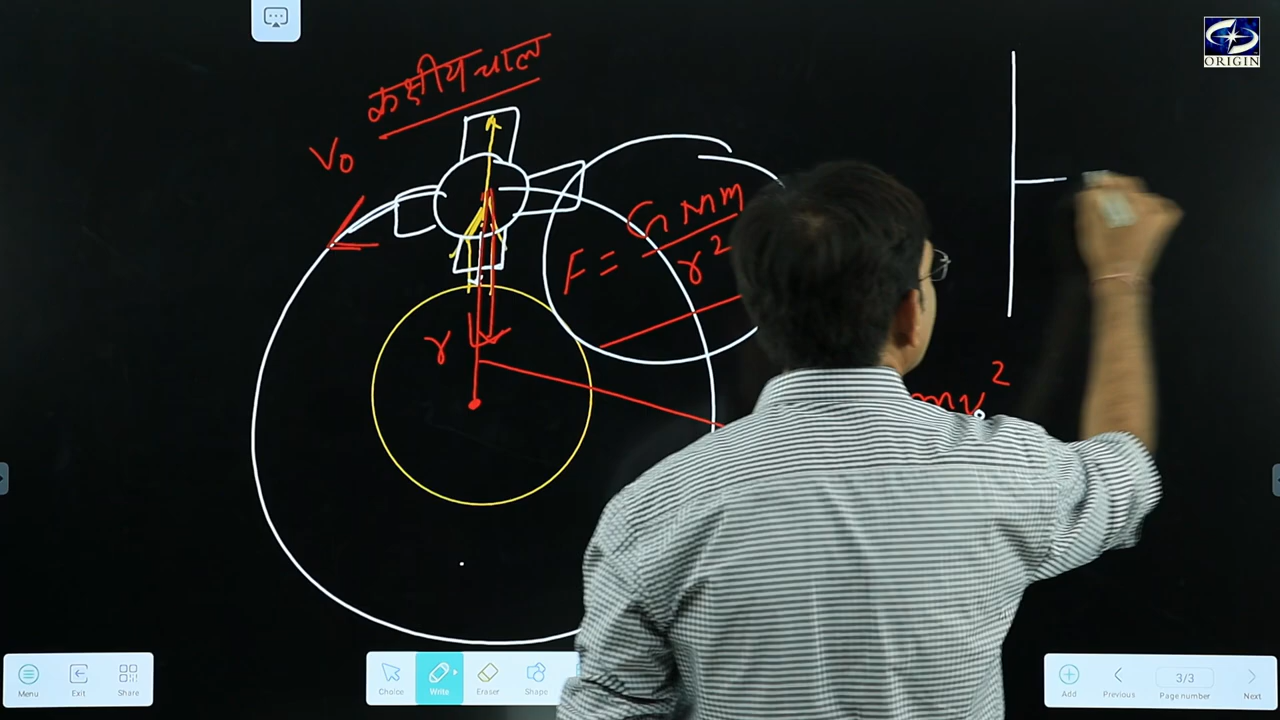 ORIGIN
कक्षीय चाल
V₀
F = GMm / r²
r
mv₀²
Menu
Exit
Share
Choice
Write
Eraser
Shape
Add
Previous
3/3
Page number
Next